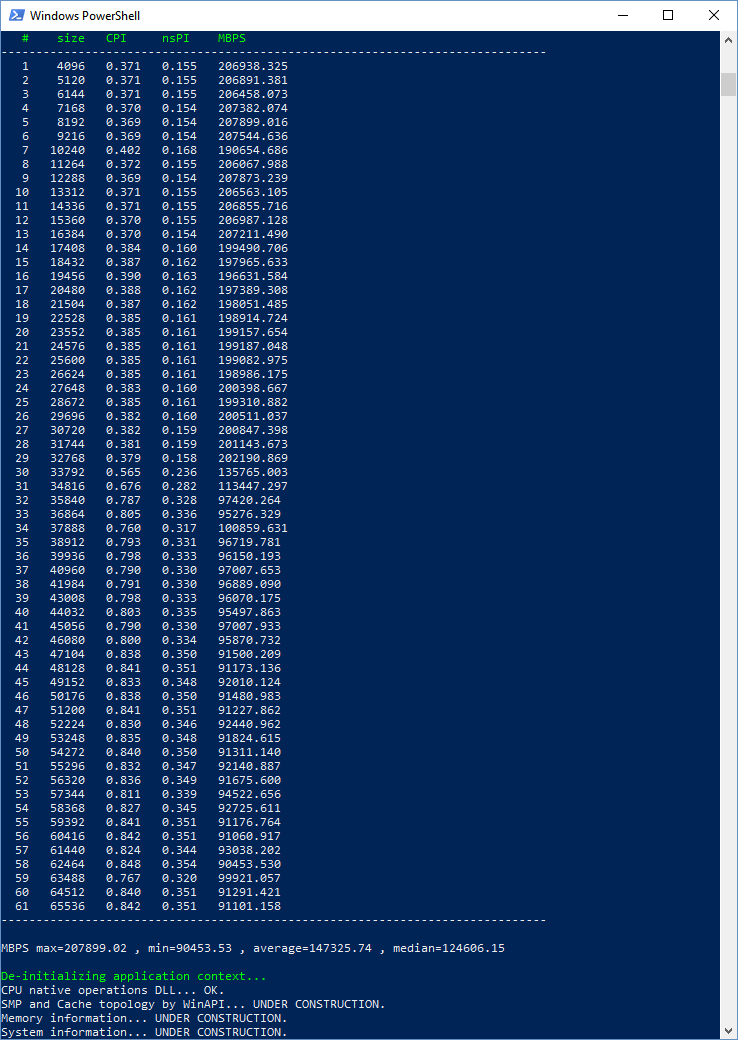 Windows PowerShell
# size CPI nsPI MBPS
------------------------------------------------------------------------------
1 4096 0.371 0.155 206938.325
2 5120 0.371 0.155 206891.381
3 6144 0.371 0.155 206458.073
4 7168 0.370 0.154 207382.074
5 8192 0.369 0.154 207899.016
6 9216 0.369 0.154 207544.636
7 10240 0.402 0.168 190654.686
8 11264 0.372 0.155 206067.988
9 12288 0.369 0.154 207873.239
10 13312 0.371 0.155 206563.105
11 14336 0.371 0.155 206855.716
12 15360 0.370 0.155 206987.128
13 16384 0.370 0.154 207211.490
14 17408 0.384 0.160 199490.706
15 18432 0.387 0.162 197965.633
16 19456 0.390 0.163 196631.584
17 20480 0.388 0.162 197389.308
18 21504 0.387 0.162 198051.485
19 22528 0.385 0.161 198914.724
20 23552 0.385 0.161 199157.654
21 24576 0.385 0.161 199187.048
22 25600 0.385 0.161 199082.975
23 26624 0.385 0.161 198986.175
24 27648 0.383 0.160 200398.667
25 28672 0.385 0.161 199310.882
26 29696 0.382 0.160 200511.037
27 30720 0.382 0.159 200847.398
28 31744 0.381 0.159 201143.673
29 32768 0.379 0.158 202190.869
30 33792 0.565 0.236 135765.003
31 34816 0.676 0.282 113447.297
32 35840 0.787 0.328 97420.264
33 36864 0.805 0.336 95276.329
34 37888 0.760 0.317 100859.631
35 38912 0.793 0.331 96719.781
36 39936 0.798 0.333 96150.193
37 40960 0.790 0.330 97007.653
38 41984 0.791 0.330 96889.090
39 43008 0.798 0.333 96070.175
40 44032 0.803 0.335 95497.863
41 45056 0.790 0.330 97007.933
42 46080 0.800 0.334 95870.732
43 47104 0.838 0.350 91500.209
44 48128 0.841 0.351 91173.136
45 49152 0.833 0.348 92010.124
46 50176 0.838 0.350 91480.983
47 51200 0.841 0.351 91227.862
48 52224 0.830 0.346 92440.962
49 53248 0.835 0.348 91824.615
50 54272 0.840 0.350 91311.140
51 55296 0.832 0.347 92140.887
52 56320 0.836 0.349 91675.600
53 57344 0.811 0.339 94522.656
54 58368 0.827 0.345 92725.611
55 59392 0.841 0.351 91176.764
56 60416 0.842 0.351 91060.917
57 61440 0.824 0.344 93038.202
58 62464 0.848 0.354 90453.530
59 63488 0.767 0.320 99921.057
60 64512 0.840 0.351 91291.421
61 65536 0.842 0.351 91101.158
------------------------------------------------------------------------------
MBPS max=207899.02 , min=90453.53 , average=147325.74 , median=124606.15
De-initializing application context...
CPU native operations DLL... OK.
SMP and Cache topology by WinAPI... UNDER CONSTRUCTION.
Memory information... UNDER CONSTRUCTION.
System information... UNDER CONSTRUCTION.